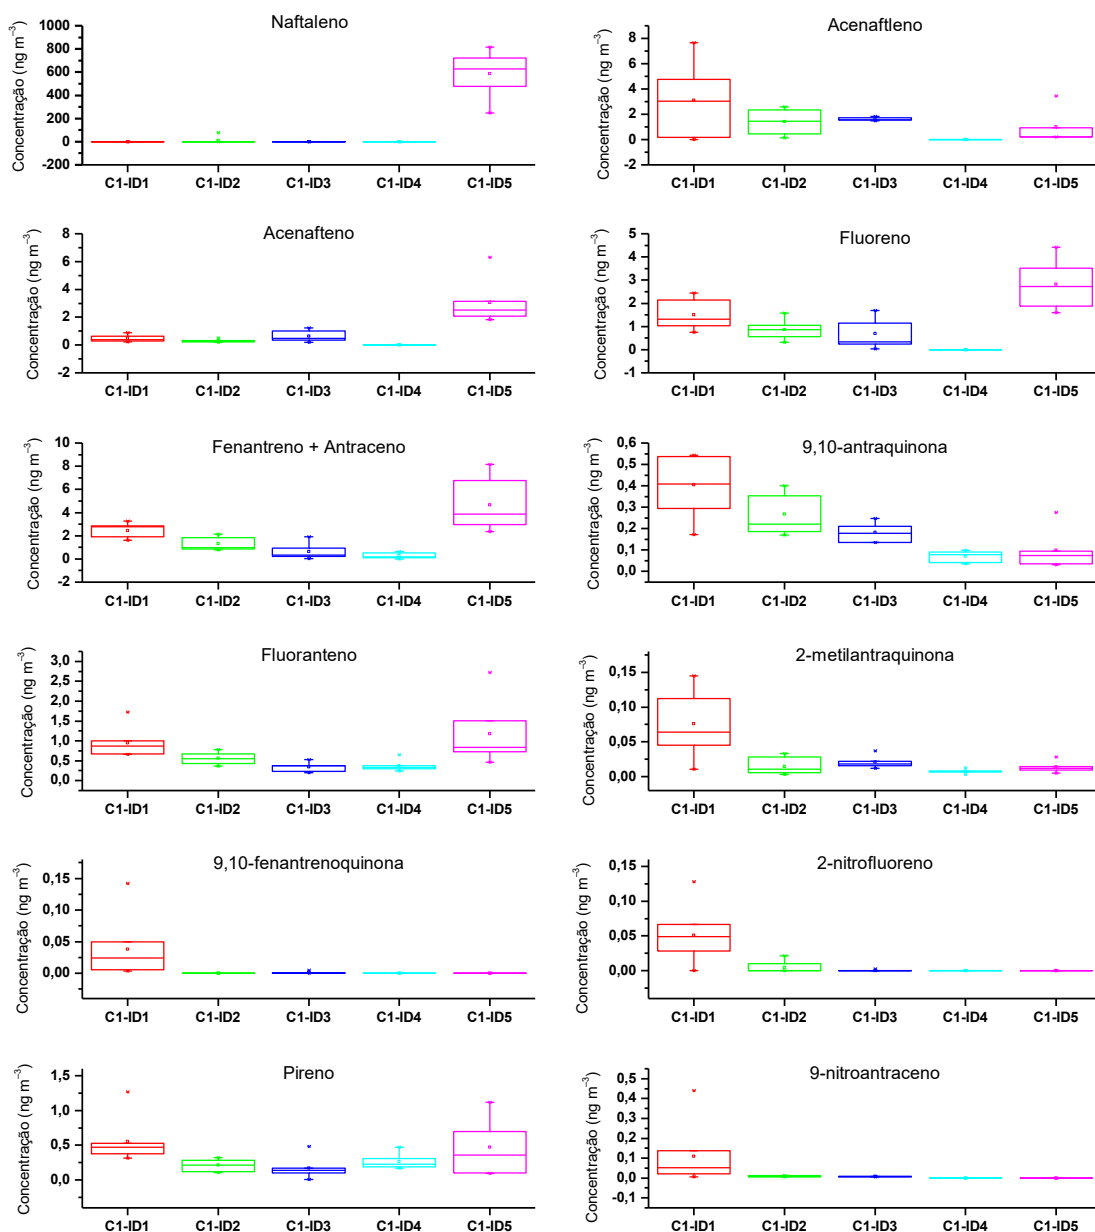 Naftaleno
Concentração (ng m⁻³)
1000
800
600
400
200
0
-200
C1-ID1 C1-ID2 C1-ID3 C1-ID4 C1-ID5
Acenaftleno
Concentração (ng m⁻³)
8
6
4
2
0
-2
C1-ID1 C1-ID2 C1-ID3 C1-ID4 C1-ID5
Acenafteno
Concentração (ng m⁻³)
8
6
4
2
0
-2
C1-ID1 C1-ID2 C1-ID3 C1-ID4 C1-ID5
Fluoreno
Concentração (ng m⁻³)
5
4
3
2
1
0
-1
C1-ID1 C1-ID2 C1-ID3 C1-ID4 C1-ID5
Fenantreno + Antraceno
Concentração (ng m⁻³)
10
8
6
4
2
0
-2
C1-ID1 C1-ID2 C1-ID3 C1-ID4 C1-ID5
9,10-antraquinona
Concentração (ng m⁻³)
0,6
0,5
0,4
0,3
0,2
0,1
0,0
C1-ID1 C1-ID2 C1-ID3 C1-ID4 C1-ID5
Fluoranteno
Concentração (ng m⁻³)
3,0
2,5
2,0
1,5
1,0
0,5
0,0
C1-ID1 C1-ID2 C1-ID3 C1-ID4 C1-ID5
2-metilantraquinona
Concentração (ng m⁻³)
0,15
0,10
0,05
0,00
C1-ID1 C1-ID2 C1-ID3 C1-ID4 C1-ID5
9,10-fenantrenoquinona
Concentração (ng m⁻³)
0,15
0,10
0,05
0,00
C1-ID1 C1-ID2 C1-ID3 C1-ID4 C1-ID5
2-nitrofluoreno
Concentração (ng m⁻³)
0,15
0,10
0,05
0,00
C1-ID1 C1-ID2 C1-ID3 C1-ID4 C1-ID5
Pireno
Concentração (ng m⁻³)
1,5
1,0
0,5
0,0
C1-ID1 C1-ID2 C1-ID3 C1-ID4 C1-ID5
9-nitroantraceno
Concentração (ng m⁻³)
0,5
0,4
0,3
0,2
0,1
0,0
-0,1
C1-ID1 C1-ID2 C1-ID3 C1-ID4 C1-ID5